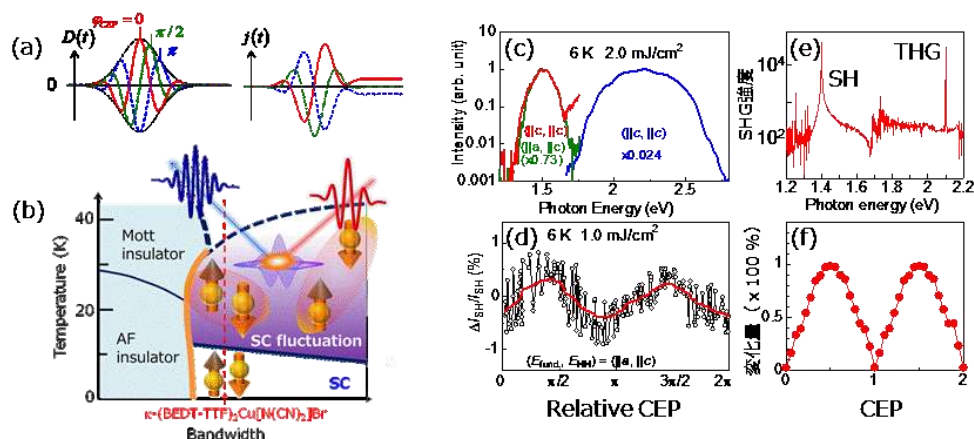 (a)
D(t)
φCEP=0
π/2
π
0
t
j(t)
(b)
Temperature (K)
40
20
0
Mott
insulator
AF
insulator
SC fluctuation
SC
κ-(BEDT-TTF)2Cu[N(CN)2]Br
Bandwidth
(c)
6 K 2.0 mJ/cm2
Intensity (arb. unit)
1
0.1
0.01
0.001
(||c, ||c)
(||a, ||c)
(x0.73)
(||c, ||c)
x0.024
1.5 2.0 2.5
Photon Energy (eV)
(d)
6 K 1.0 mJ/cm2
ΔISH/ISH (%)
1
0
-1
(Efund., EHH) = (||a, ||c)
0 π/2 π 3π/2 2π
Relative CEP
(e)
SHG強度
10^4
10^2
SH
THG
1.2 1.4 1.6 1.8 2.0 2.2
Photon energy (eV)
(f)
変化量 (x 100 %)
1
0
0 1 2
CEP